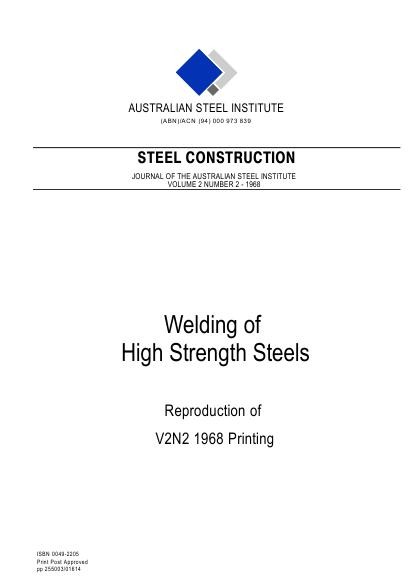 AUSTRALIAN STEEL INSTITUTE
(ABN)/ACN (94) 000 973 839
STEEL CONSTRUCTION
JOURNAL OF THE AUSTRALIAN STEEL INSTITUTE
VOLUME 2 NUMBER 2 - 1968
Welding of
High Strength Steels
Reproduction of
V2N2 1968 Printing
ISBN 0049-2205
Print Post Approved
pp 255003/01614